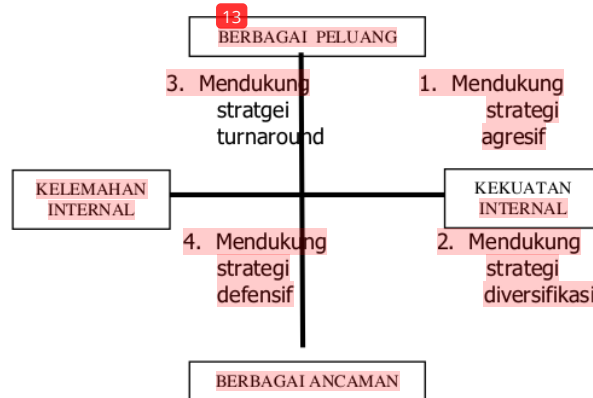 13
BERBAGAI PELUANG
3. Mendukung
stratgei
turnaround
1. Mendukung
strategi
agresif
KELEMAHAN
INTERNAL
KEKUATAN
INTERNAL
4. Mendukung
strategi
defensif
2. Mendukung
strategi
diversifikasi
BERBAGAI ANCAMAN